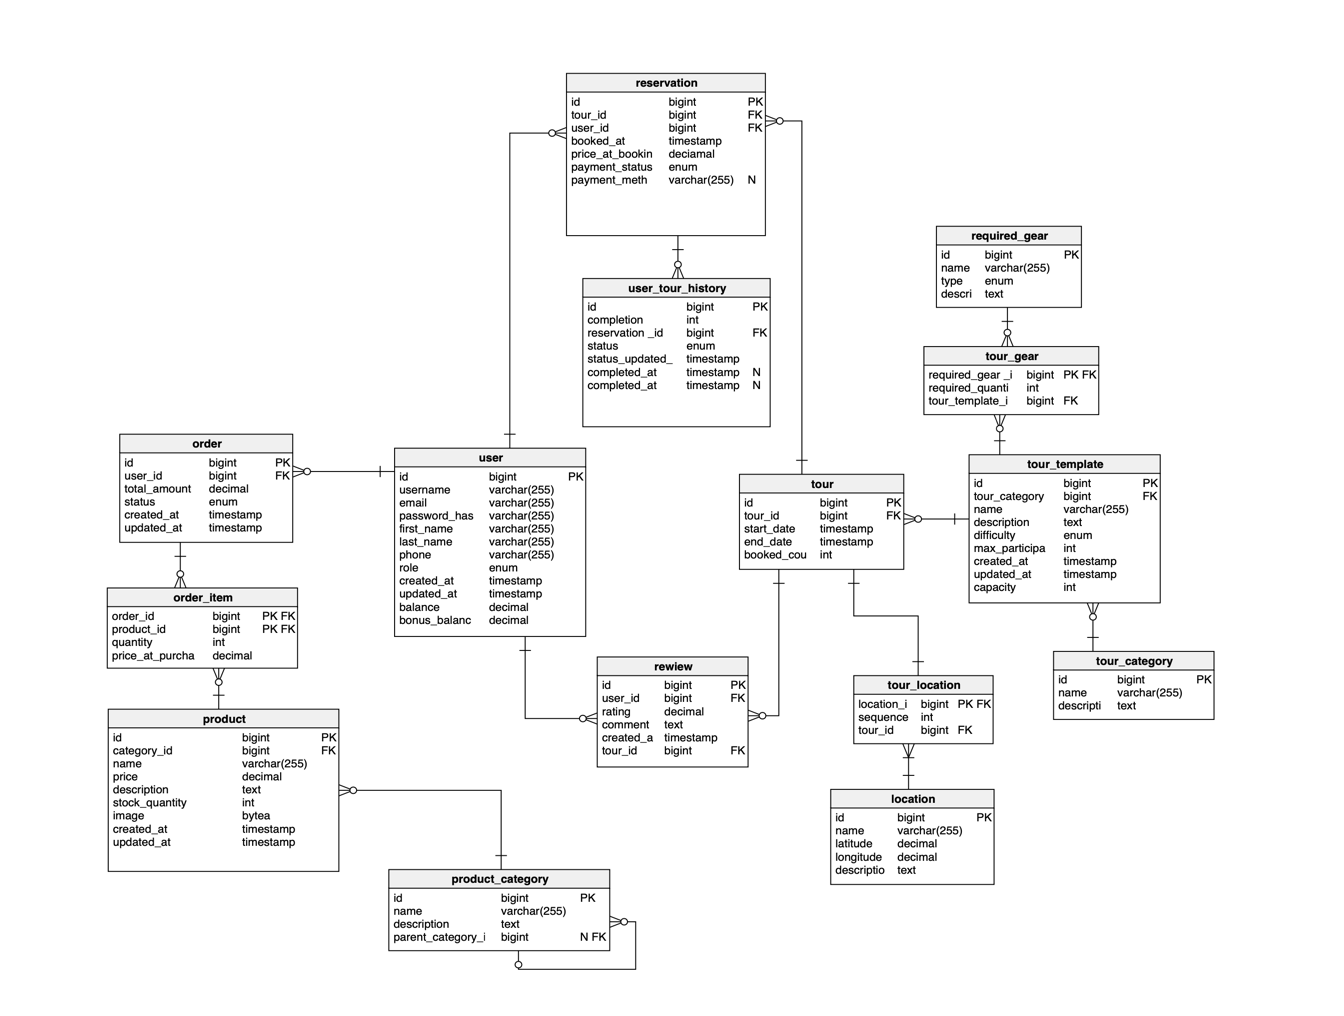 reservation
id bigint PK
tour_id bigint FK
user_id bigint FK
booked_at timestamp
price_at_bookin deciamal
payment_status enum
payment_meth varchar(255) N
required_gear
id bigint PK
name varchar(255)
type enum
descri text
user_tour_history
id bigint PK
completion int
reservation _id bigint FK
status enum
status_updated_ timestamp
completed_at timestamp N
completed_at timestamp N
tour_gear
required_gear _i bigint PK FK
required_quanti int
tour_template_i bigint FK
order
id bigint PK
user_id bigint FK
total_amount decimal
status enum
created_at timestamp
updated_at timestamp
user
id bigint PK
username varchar(255)
email varchar(255)
password_has varchar(255)
first_name varchar(255)
last_name varchar(255)
phone varchar(255)
role enum
created_at timestamp
updated_at timestamp
balance decimal
bonus_balanc decimal
tour
id bigint PK
tour_id bigint FK
start_date timestamp
end_date timestamp
booked_cou int
tour_template
id bigint PK
tour_category bigint FK
name varchar(255)
description text
difficulty enum
max_participa int
created_at timestamp
updated_at timestamp
capacity int
order_item
order_id bigint PK FK
product_id bigint PK FK
quantity int
price_at_purcha decimal
rewiew
id bigint PK
user_id bigint FK
rating decimal
comment text
created_a timestamp
tour_id bigint FK
tour_location
location_i bigint PK FK
sequence int
tour_id bigint FK
tour_category
id bigint PK
name varchar(255)
descripti text
product
id bigint PK
category_id bigint FK
name varchar(255)
price decimal
description text
stock_quantity int
image bytea
created_at timestamp
updated_at timestamp
location
id bigint PK
name varchar(255)
latitude decimal
longitude decimal
descriptio text
product_category
id bigint PK
name varchar(255)
description text
parent_category_i bigint N FK